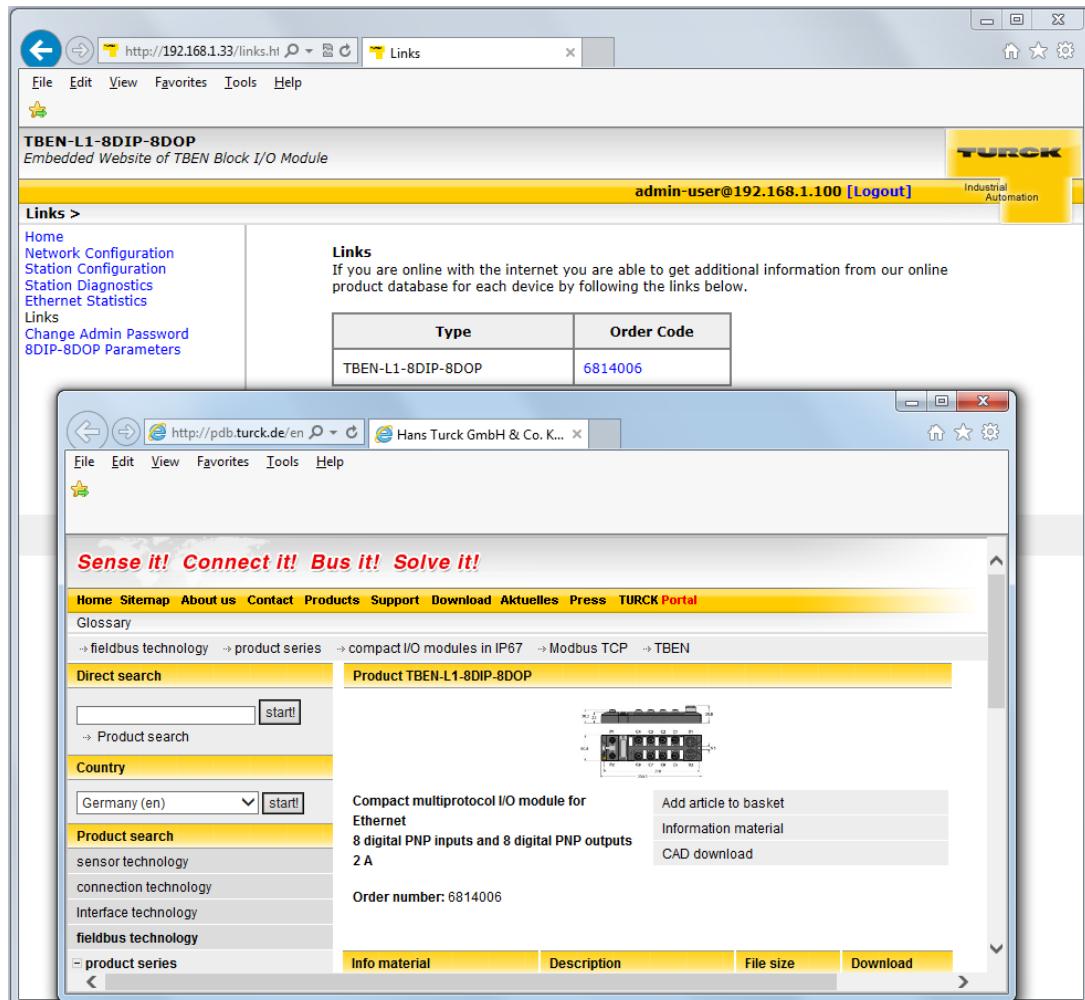 http://192.168.1.33/links.ht
Links
File Edit View Favorites Tools Help
TBEN-L1-8DIP-8DOP
Embedded Website of TBEN Block I/O Module
TURCK
admin-user@192.168.1.100 [Logout]
Industrial
Automation
Links >
Home
Network Configuration
Station Configuration
Station Diagnostics
Ethernet Statistics
Links
Change Admin Password
8DIP-8DOP Parameters
Links
If you are online with the internet you are able to get additional information from our online
product database for each device by following the links below.
Type Order Code
TBEN-L1-8DIP-8DOP 6814006
http://pdb.turck.de/en
Hans Turck GmbH & Co. K...
File Edit View Favorites Tools Help
Sense it! Connect it! Bus it! Solve it!
Home Sitemap About us Contact Products Support Download Aktuelles Press TURCK Portal
Glossary
fieldbus technology product series compact I/O modules in IP67 Modbus TCP TBEN
Direct search
start!
Product search
Country
Germany (en) start!
Product search
sensor technology
connection technology
Interface technology
fieldbus technology
product series
Product TBEN-L1-8DIP-8DOP
Compact multiprotocol I/O module for
Ethernet
8 digital PNP inputs and 8 digital PNP outputs
2 A
Order number: 6814006
Add article to basket
Information material
CAD download
Info material Description File size Download